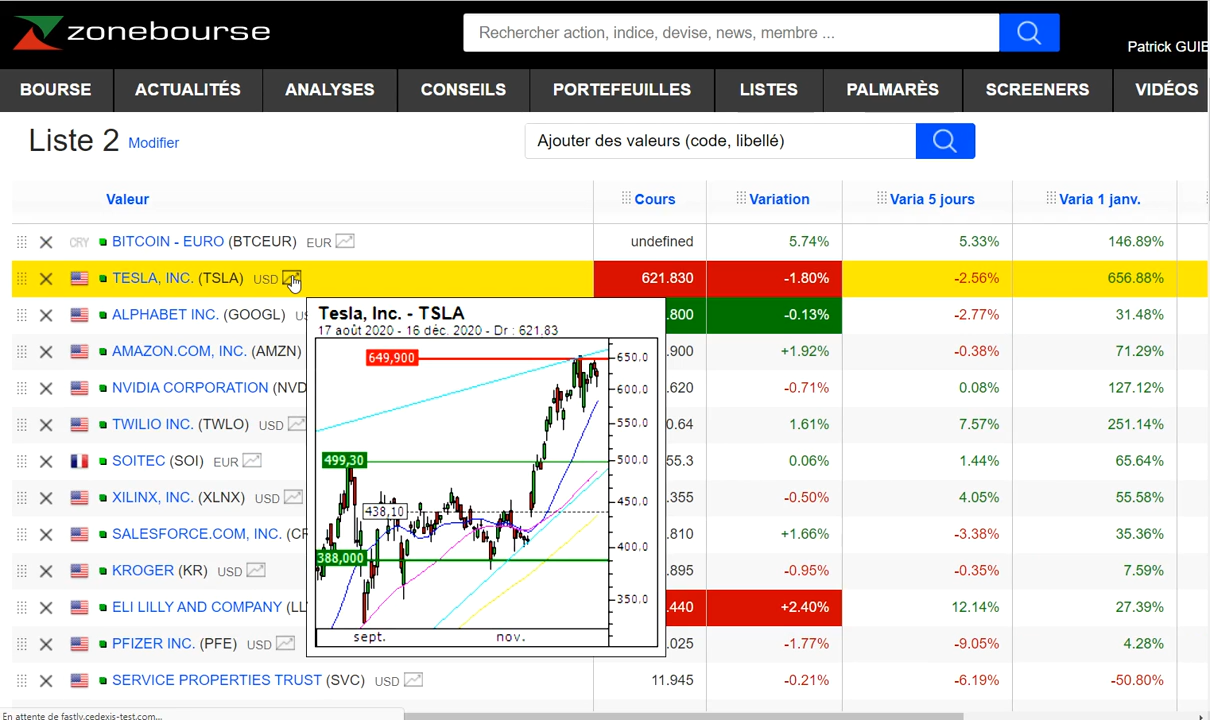 zonebourse
Rechercher action, indice, devise, news, membre ...
Patrick GUIE
BOURSE ACTUALITÉS ANALYSES CONSEILS PORTEFEUILLES LISTES PALMARÈS SCREENERS VIDÉOS
Liste 2 Modifier
Ajouter des valeurs (code, libellé)
Valeur Cours Variation Varia 5 jours Varia 1 janv.
CRY BITCOIN - EURO (BTCEUR) EUR undefined 5.74% 5.33% 146.89%
TESLA, INC. (TSLA) USD 621.830 -1.80% -2.56% 656.88%
ALPHABET INC. (GOOGL) US .800 -0.13% -2.77% 31.48%
AMAZON.COM, INC. (AMZN) .900 +1.92% -0.38% 71.29%
NVIDIA CORPORATION (NVD .620 -0.71% 0.08% 127.12%
TWILIO INC. (TWLO) USD 0.64 1.61% 7.57% 251.14%
SOITEC (SOI) EUR 55.3 0.06% 1.44% 65.64%
XILINX, INC. (XLNX) USD .355 -0.50% 4.05% 55.58%
SALESFORCE.COM, INC. (CR .810 +1.66% -3.38% 35.36%
KROGER (KR) USD .895 -0.95% -0.35% 7.59%
ELI LILLY AND COMPANY (LL .440 +2.40% 12.14% 27.39%
PFIZER INC. (PFE) USD .025 -1.77% -9.05% 4.28%
SERVICE PROPERTIES TRUST (SVC) USD 11.945 -0.21% -6.19% -50.80%
Tesla, Inc. - TSLA
17 août 2020 - 16 déc. 2020 - Dr : 621.83
649,900
650.0
600.0
550.0
499,30
500.0
450.0
438,10
400.0
388,000
350.0
sept. nov.
En attente de fastly.cedexis-test.com...